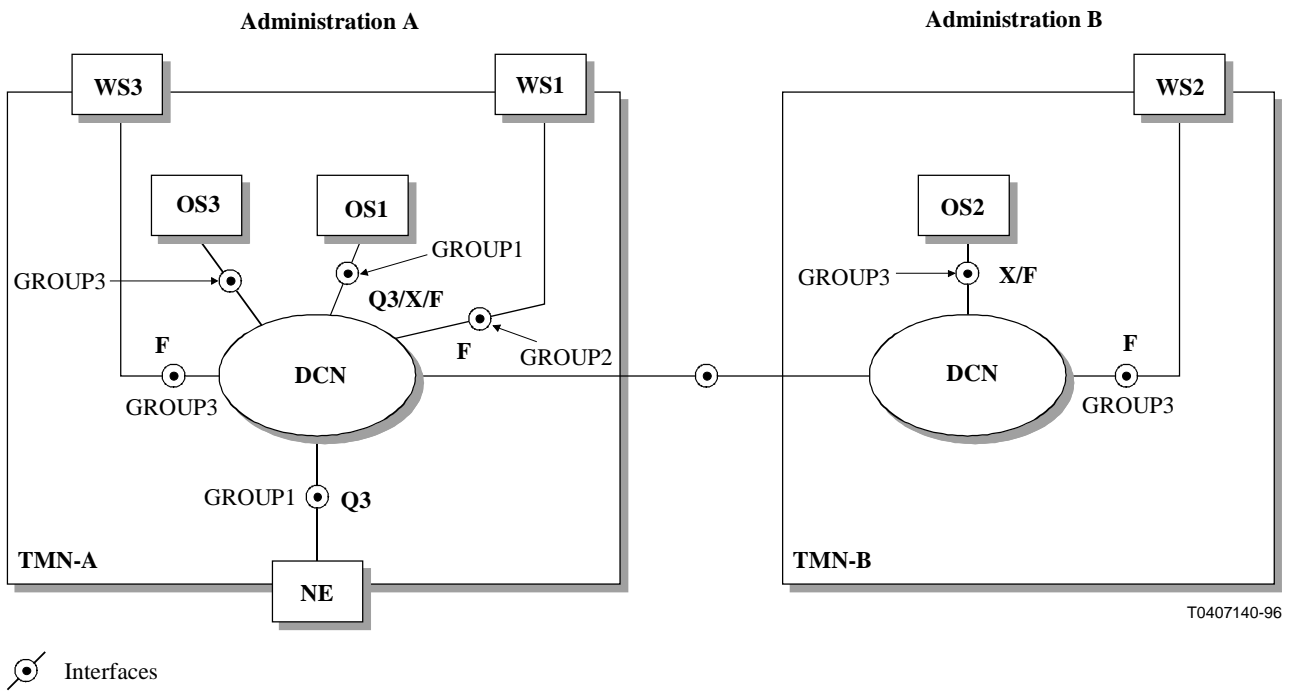 Administration A
Administration B
WS3
WS1
WS2
OS3
OS1
OS2
GROUP1
GROUP3
GROUP3
X/F
Q3/X/F
F
F
GROUP2
F
DCN
DCN
GROUP3
GROUP3
GROUP1
Q3
TMN-A
TMN-B
NE
T0407140-96
Interfaces